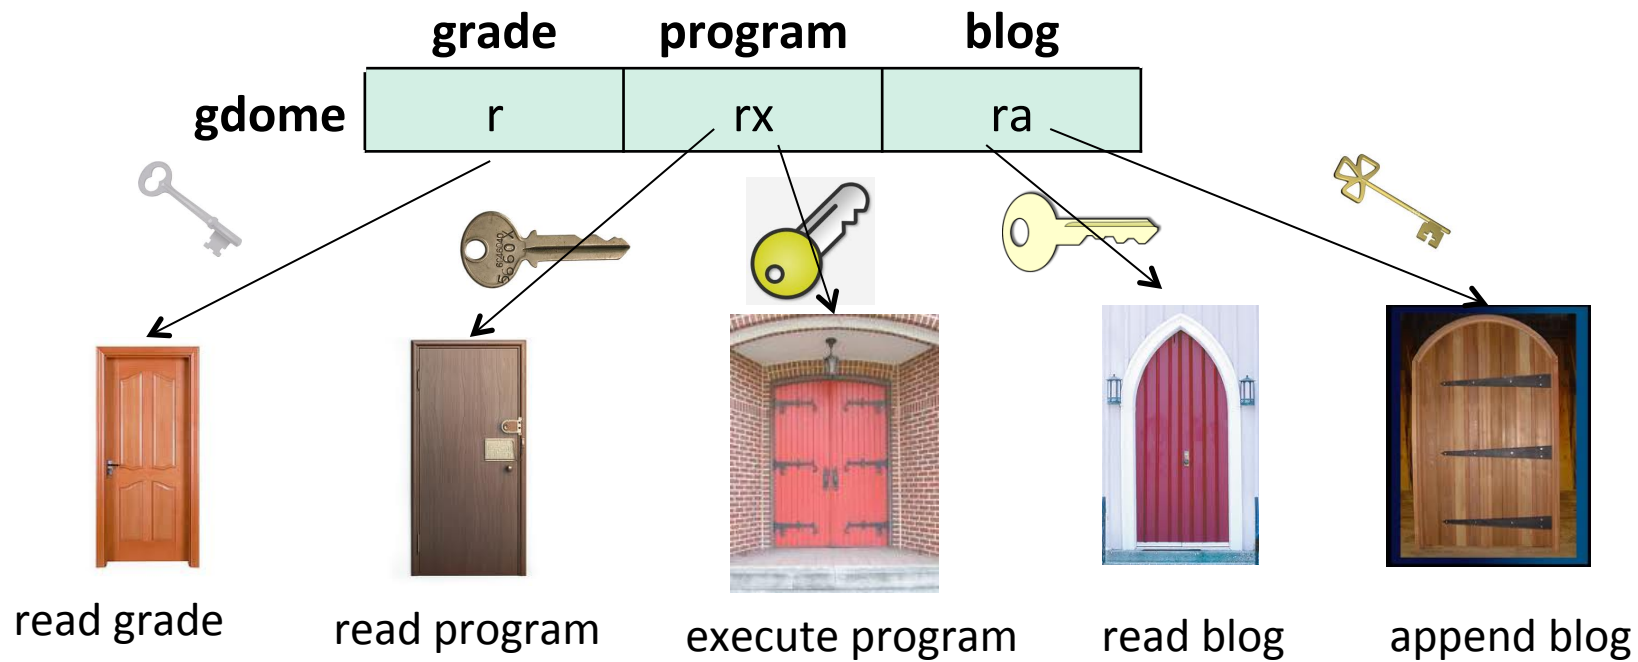 grade program blog
gdome r rx ra
read grade
read program
execute program
read blog
append blog